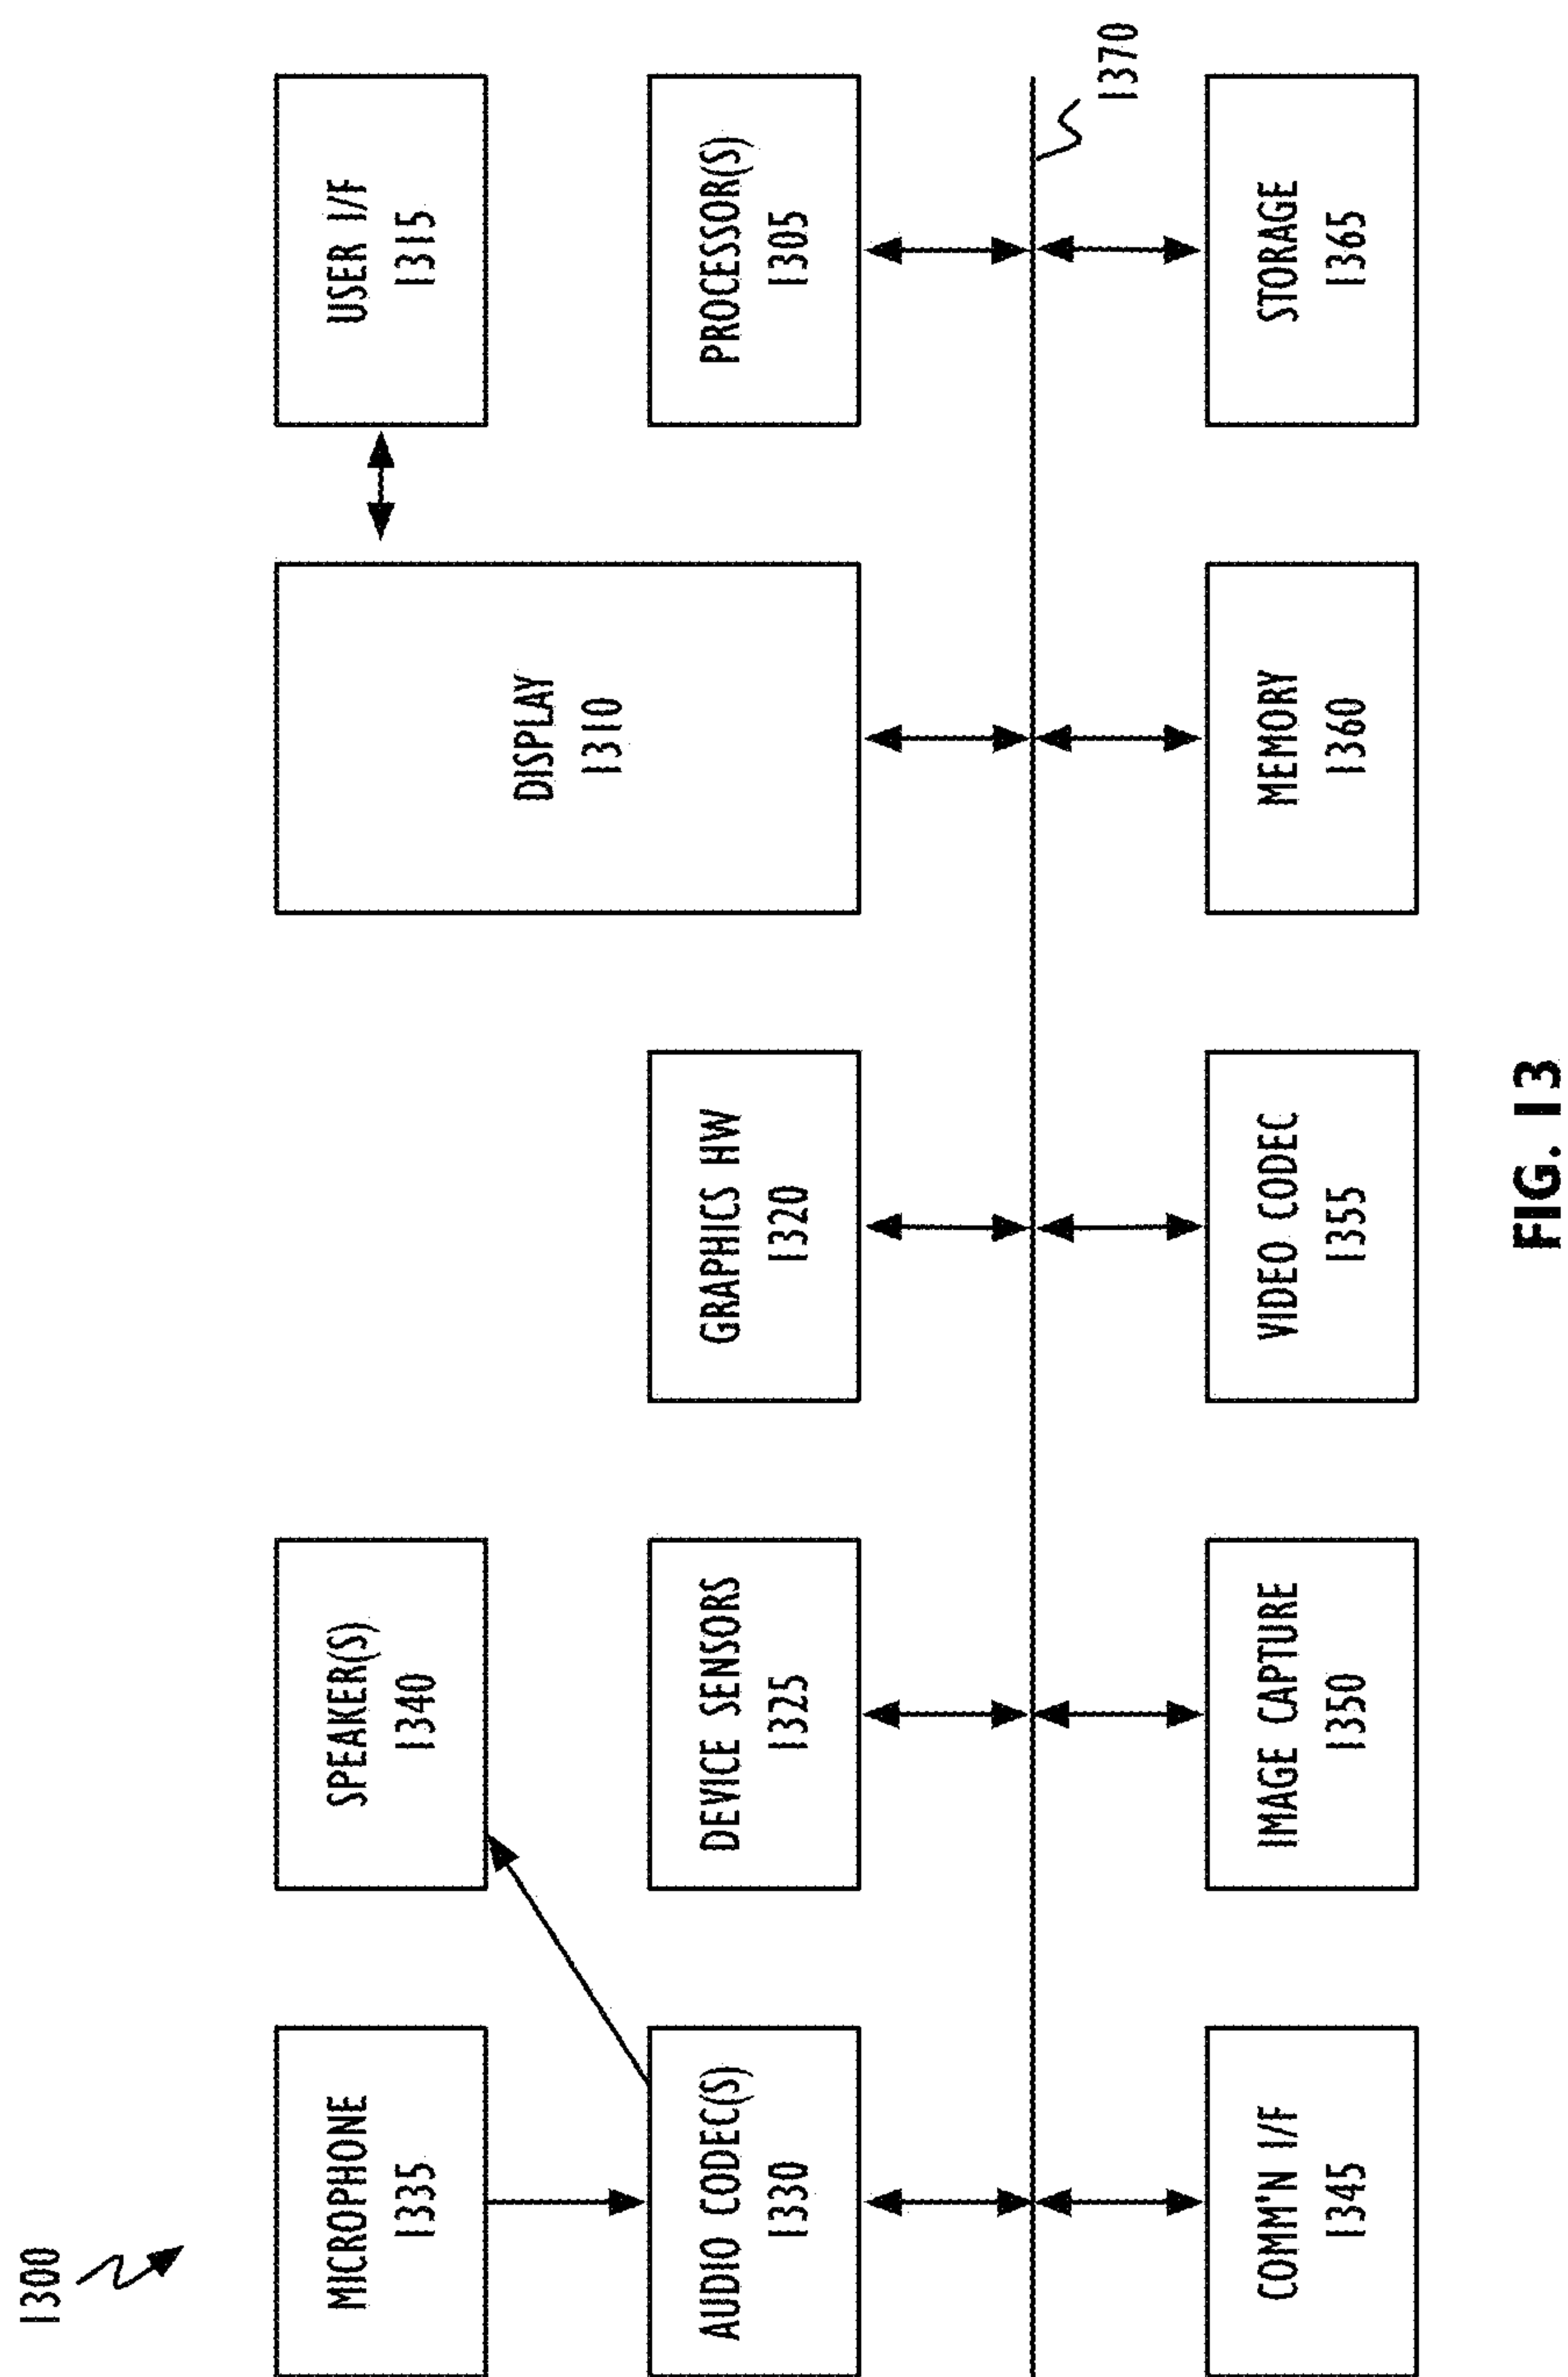 1300
MICROPHONE
1335
SPEAKER(S)
1340
USER I/F
1315
DISPLAY
1310
AUDIO CODEC(S)
1330
DEVICE SENSORS
1325
GRAPHICS HW
1320
PROCESSOR(S)
1305
1370
COMM'N I/F
1345
IMAGE CAPTURE
1350
VIDEO CODEC
1355
MEMORY
1360
STORAGE
1365
FIG. 13